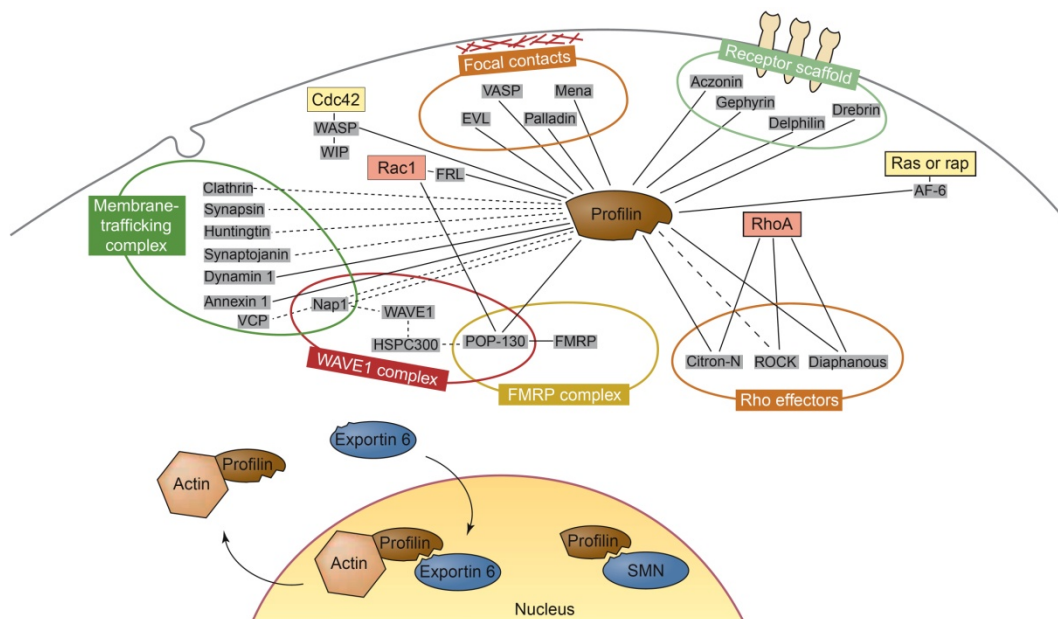 Focal contacts
VASP
Mena
EVL
Palladin
Receptor scaffold
Aczonin
Gephyrin
Delphilin
Drebrin
Cdc42
WASP
WIP
Rac1
FRL
Ras or rap
AF-6
Profilin
RhoA
Membrane-
trafficking
complex
Clathrin
Synapsin
Huntingtin
Synaptojanin
Dynamin 1
Annexin 1
VCP
Nap1
WAVE1
HSPC300
POP-130
FMRP
WAVE1 complex
FMRP complex
Citron-N
ROCK
Diaphanous
Rho effectors
Exportin 6
Profilin
Actin
Profilin
Actin
Exportin 6
Profilin
SMN
Nucleus